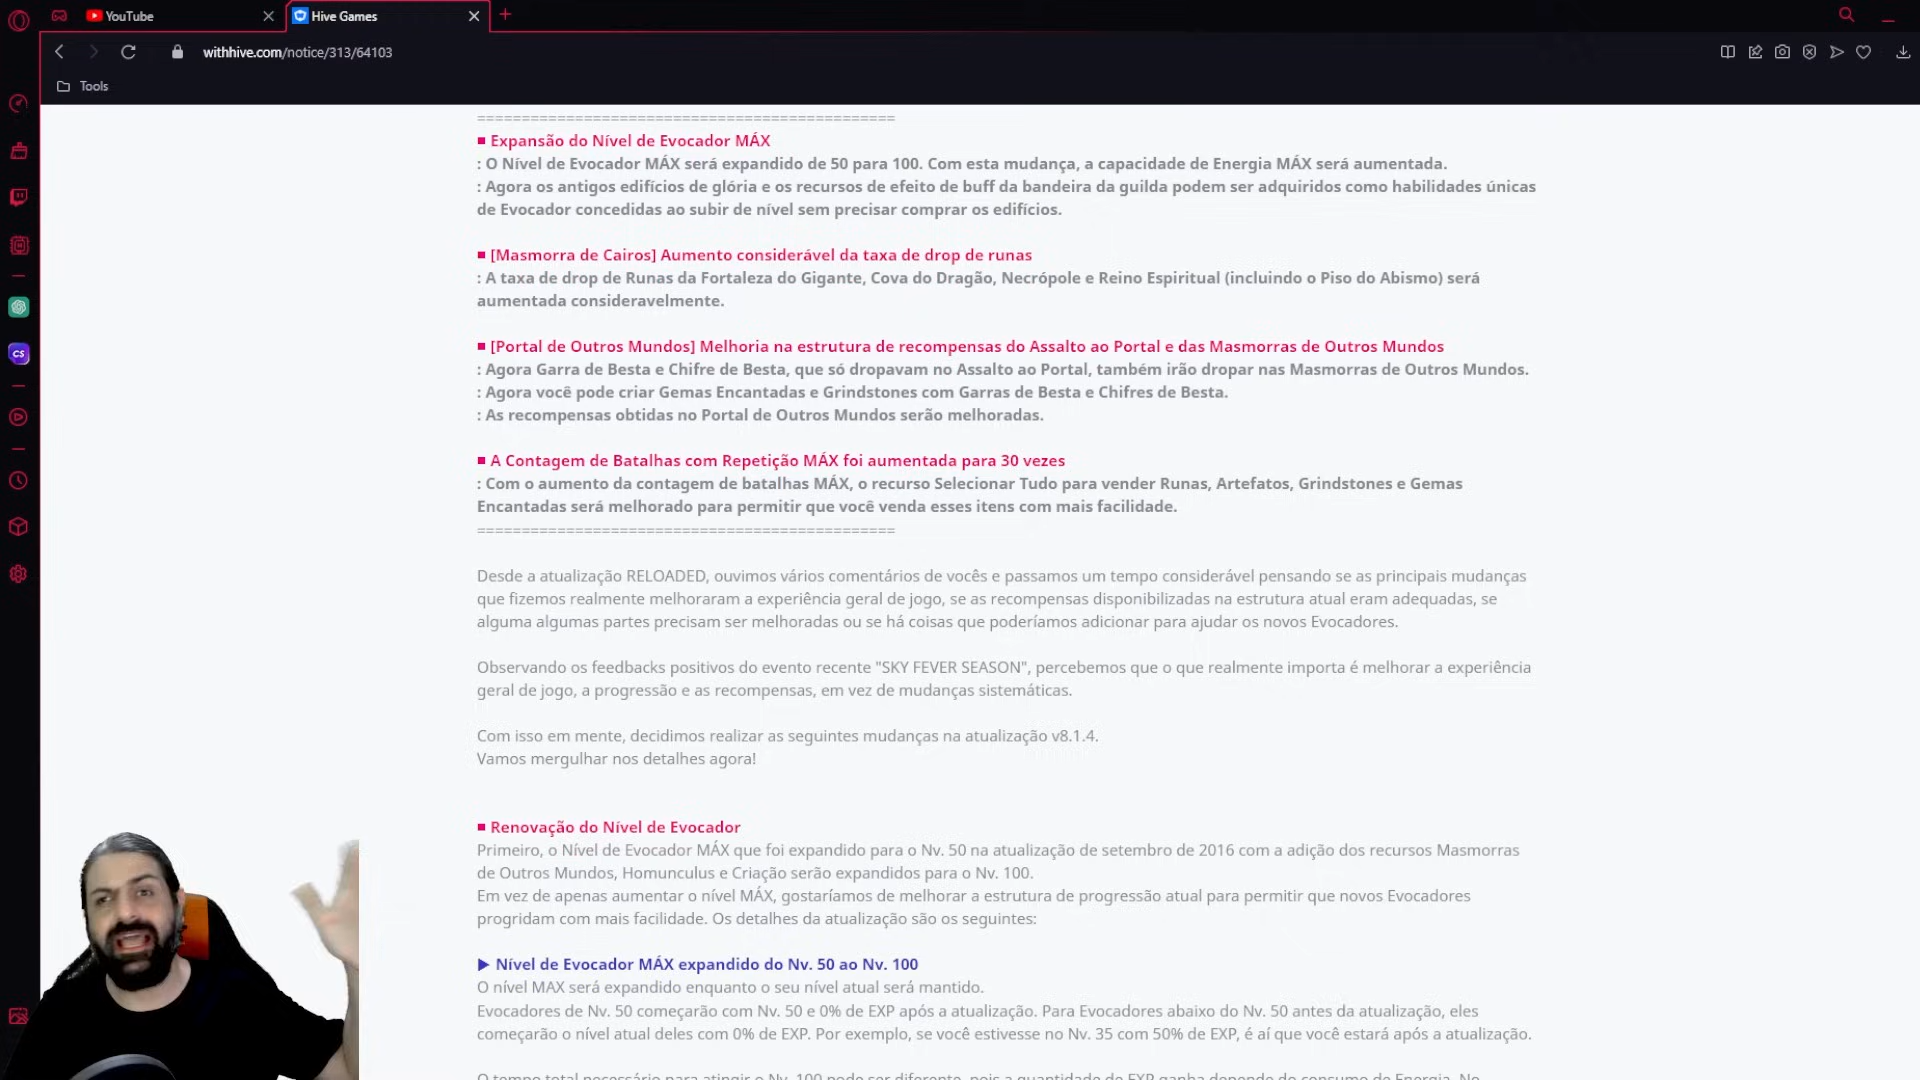 YouTube
Hive Games
withhive.com/notice/313/64103
Tools
===============================================
■ Expansão do Nível de Evocador MÁX
: O Nível de Evocador MÁX será expandido de 50 para 100. Com esta mudança, a capacidade de Energia MÁX será aumentada.
: Agora os antigos edifícios de glória e os recursos de efeito de buff da bandeira da guilda podem ser adquiridos como habilidades únicas
de Evocador concedidas ao subir de nível sem precisar comprar os edifícios.
■ [Masmorra de Cairos] Aumento considerável da taxa de drop de runas
: A taxa de drop de Runas da Fortaleza do Gigante, Cova do Dragão, Necrópole e Reino Espiritual (incluindo o Piso do Abismo) será
aumentada consideravelmente.
■ [Portal de Outros Mundos] Melhoria na estrutura de recompensas do Assalto ao Portal e das Masmorras de Outros Mundos
: Agora Garra de Besta e Chifre de Besta, que só dropavam no Assalto ao Portal, também irão dropar nas Masmorras de Outros Mundos.
: Agora você pode criar Gemas Encantadas e Grindstones com Garras de Besta e Chifres de Besta.
: As recompensas obtidas no Portal de Outros Mundos serão melhoradas.
■ A Contagem de Batalhas com Repetição MÁX foi aumentada para 30 vezes
: Com o aumento da contagem de batalhas MÁX, o recurso Selecionar Tudo para vender Runas, Artefatos, Grindstones e Gemas
Encantadas será melhorado para permitir que você venda esses itens com mais facilidade.
===============================================
Desde a atualização RELOADED, ouvimos vários comentários de vocês e passamos um tempo considerável pensando se as principais mudanças
que fizemos realmente melhoraram a experiência geral de jogo, se as recompensas disponibilizadas na estrutura atual eram adequadas, se
alguma algumas partes precisam ser melhoradas ou se há coisas que poderíamos adicionar para ajudar os novos Evocadores.
Observando os feedbacks positivos do evento recente "SKY FEVER SEASON", percebemos que o que realmente importa é melhorar a experiência
geral de jogo, a progressão e as recompensas, em vez de mudanças sistemáticas.
Com isso em mente, decidimos realizar as seguintes mudanças na atualização v8.1.4.
Vamos mergulhar nos detalhes agora!
■ Renovação do Nível de Evocador
Primeiro, o Nível de Evocador MÁX que foi expandido para o Nv. 50 na atualização de setembro de 2016 com a adição dos recursos Masmorras
de Outros Mundos, Homunculus e Criação serão expandidos para o Nv. 100.
Em vez de apenas aumentar o nível MÁX, gostaríamos de melhorar a estrutura de progressão atual para permitir que novos Evocadores
progridam com mais facilidade. Os detalhes da atualização são os seguintes:
▶ Nível de Evocador MÁX expandido do Nv. 50 ao Nv. 100
O nível MAX será expandido enquanto o seu nível atual será mantido.
Evocadores de Nv. 50 começarão com Nv. 50 e 0% de EXP após a atualização. Para Evocadores abaixo do Nv. 50 antes da atualização, eles
começarão o nível atual deles com 0% de EXP. Por exemplo, se você estivesse no Nv. 35 com 50% de EXP, é aí que você estará após a atualização.
O tempo total necessário para atingir o Nv. 100 pode ser diferente, pois a quantidade de EXP ganha depende do consumo de Energia. No
CS